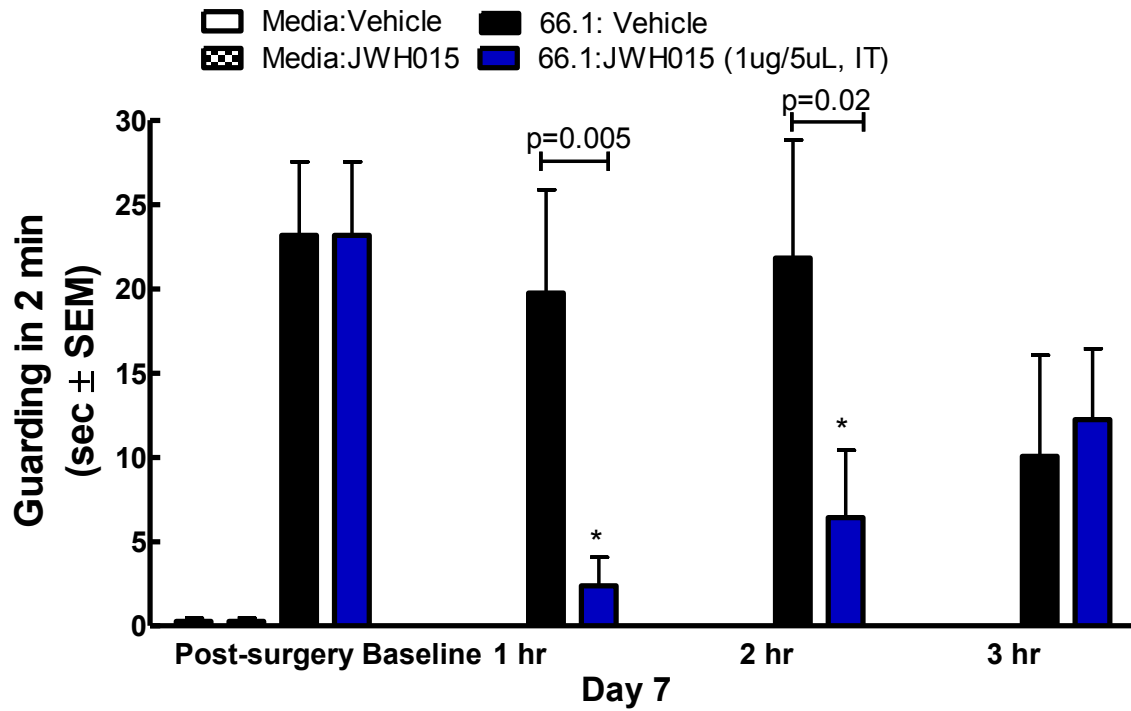 Media:Vehicle 66.1: Vehicle
Media:JWH015 66.1:JWH015 (1ug/5uL, IT)
p=0.02
p=0.005
30
25
20
15
10
5
0
Guarding in 2 min
(sec ± SEM)
*
*
Post-surgery Baseline 1 hr 2 hr 3 hr
Day 7